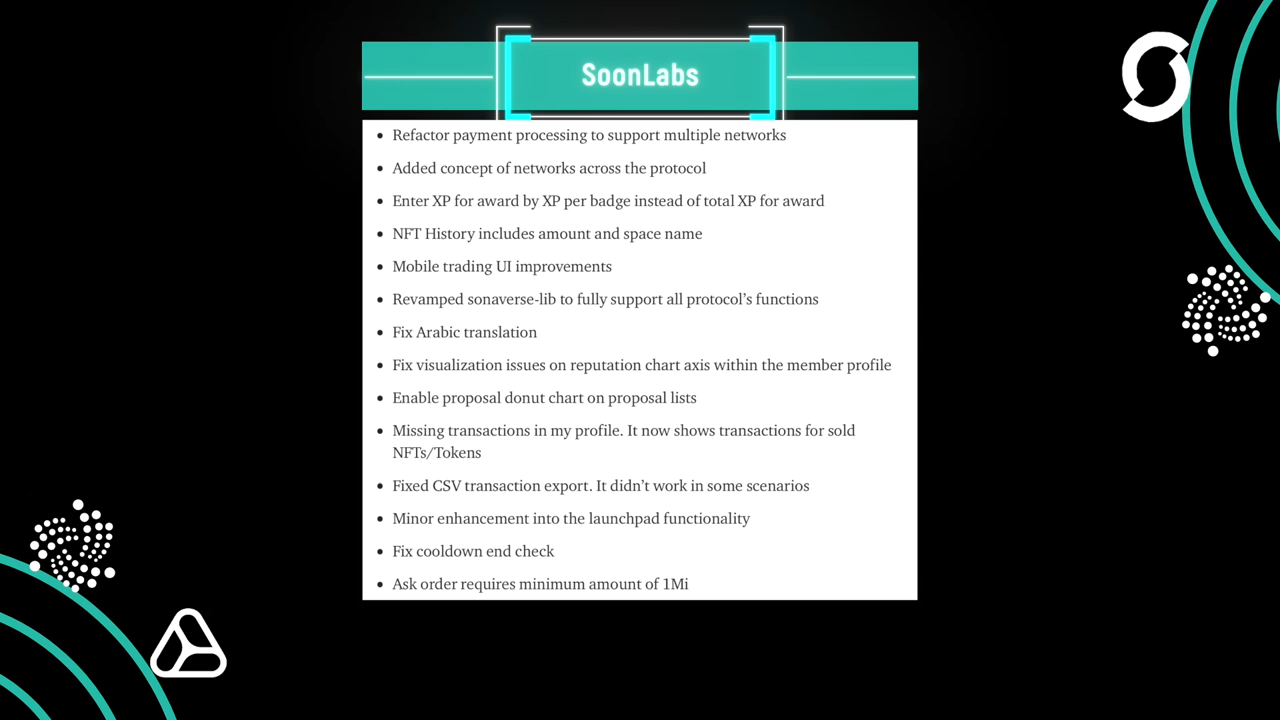 SoonLabs
• Refactor payment processing to support multiple networks
• Added concept of networks across the protocol
• Enter XP for award by XP per badge instead of total XP for award
• NFT History includes amount and space name
• Mobile trading UI improvements
• Revamped sonaverse-lib to fully support all protocol’s functions
• Fix Arabic translation
• Fix visualization issues on reputation chart axis within the member profile
• Enable proposal donut chart on proposal lists
• Missing transactions in my profile. It now shows transactions for sold
NFTs/Tokens
• Fixed CSV transaction export. It didn’t work in some scenarios
• Minor enhancement into the launchpad functionality
• Fix cooldown end check
• Ask order requires minimum amount of 1Mi